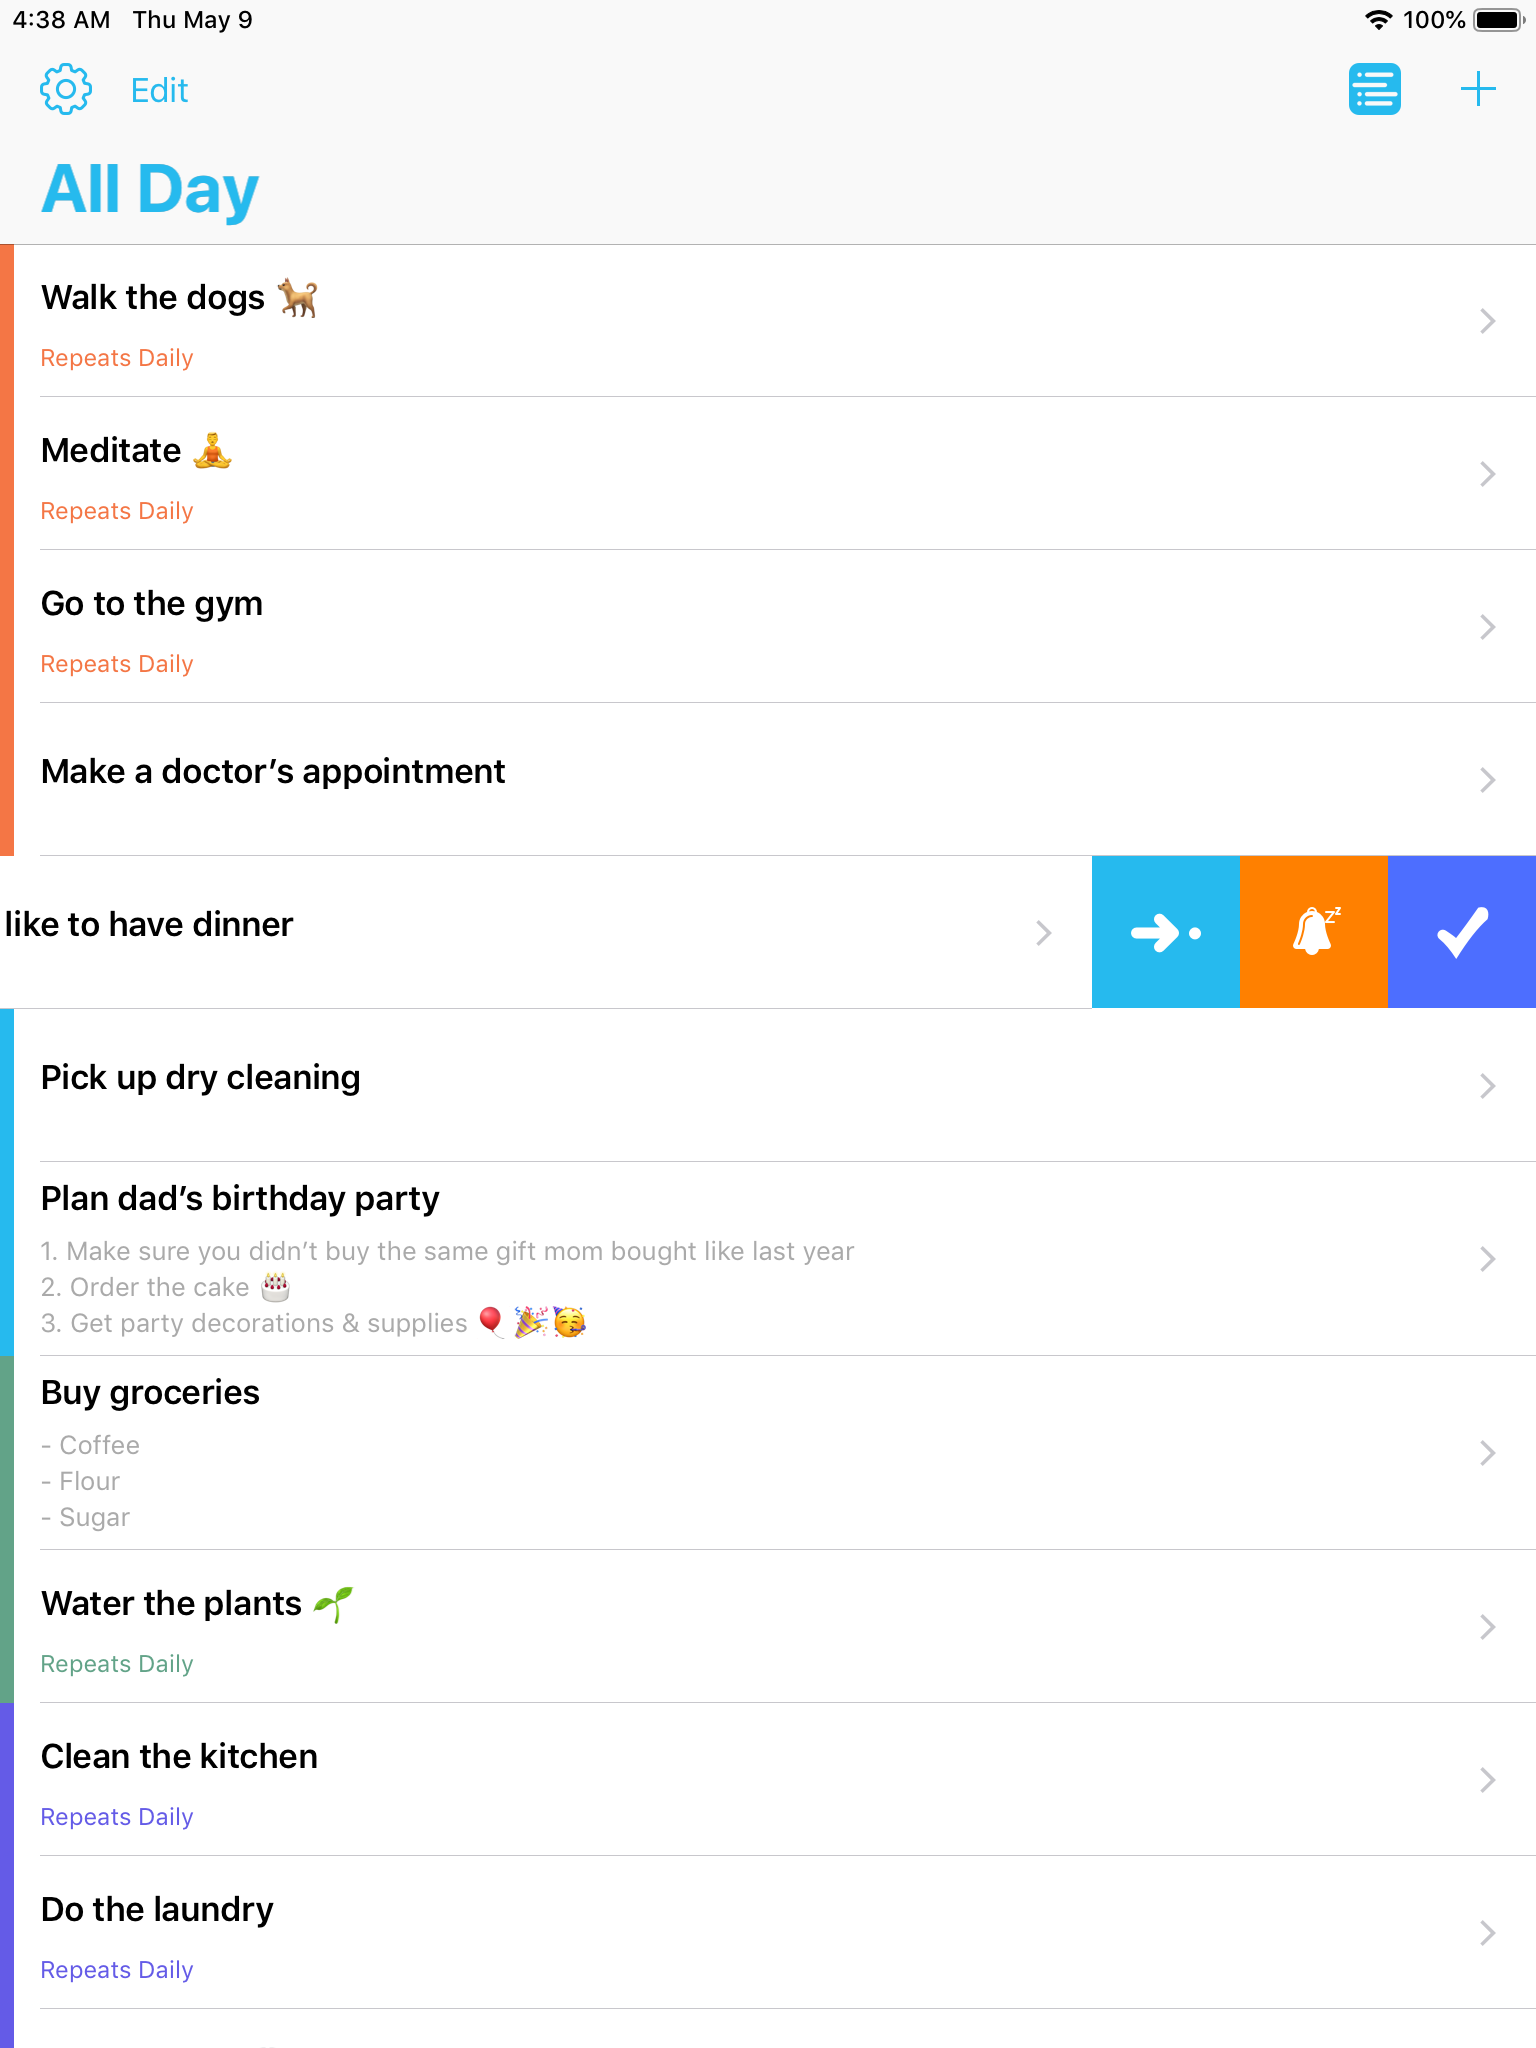 4:38 AM Thu May 9 100%
Edit
All Day
Walk the dogs 🐕
Repeats Daily
Meditate 🧘
Repeats Daily
Go to the gym
Repeats Daily
Make a doctor’s appointment
like to have dinner
zz
Pick up dry cleaning
Plan dad’s birthday party
1. Make sure you didn’t buy the same gift mom bought like last year
2. Order the cake 🎂
3. Get party decorations & supplies 🎈🎉🥳
Buy groceries
- Coffee
- Flour
- Sugar
Water the plants 🌱
Repeats Daily
Clean the kitchen
Repeats Daily
Do the laundry
Repeats Daily